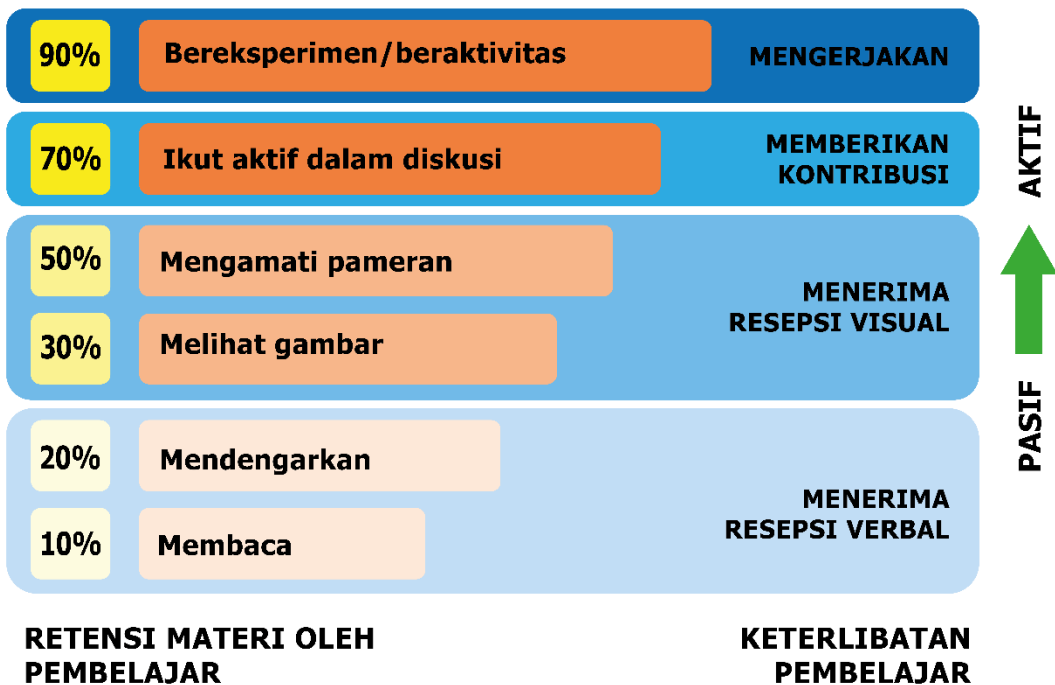 90%
Bereksperimen/beraktivitas
MENGERJAKAN
70%
Ikut aktif dalam diskusi
MEMBERIKAN
KONTRIBUSI
50%
Mengamati pameran
30%
Melihat gambar
MENERIMA
RESEPSI VISUAL
20%
Mendengarkan
10%
Membaca
MENERIMA
RESEPSI VERBAL
AKTIF
PASIF
RETENSI MATERI OLEH
PEMBELAJAR
KETERLIBATAN
PEMBELAJAR